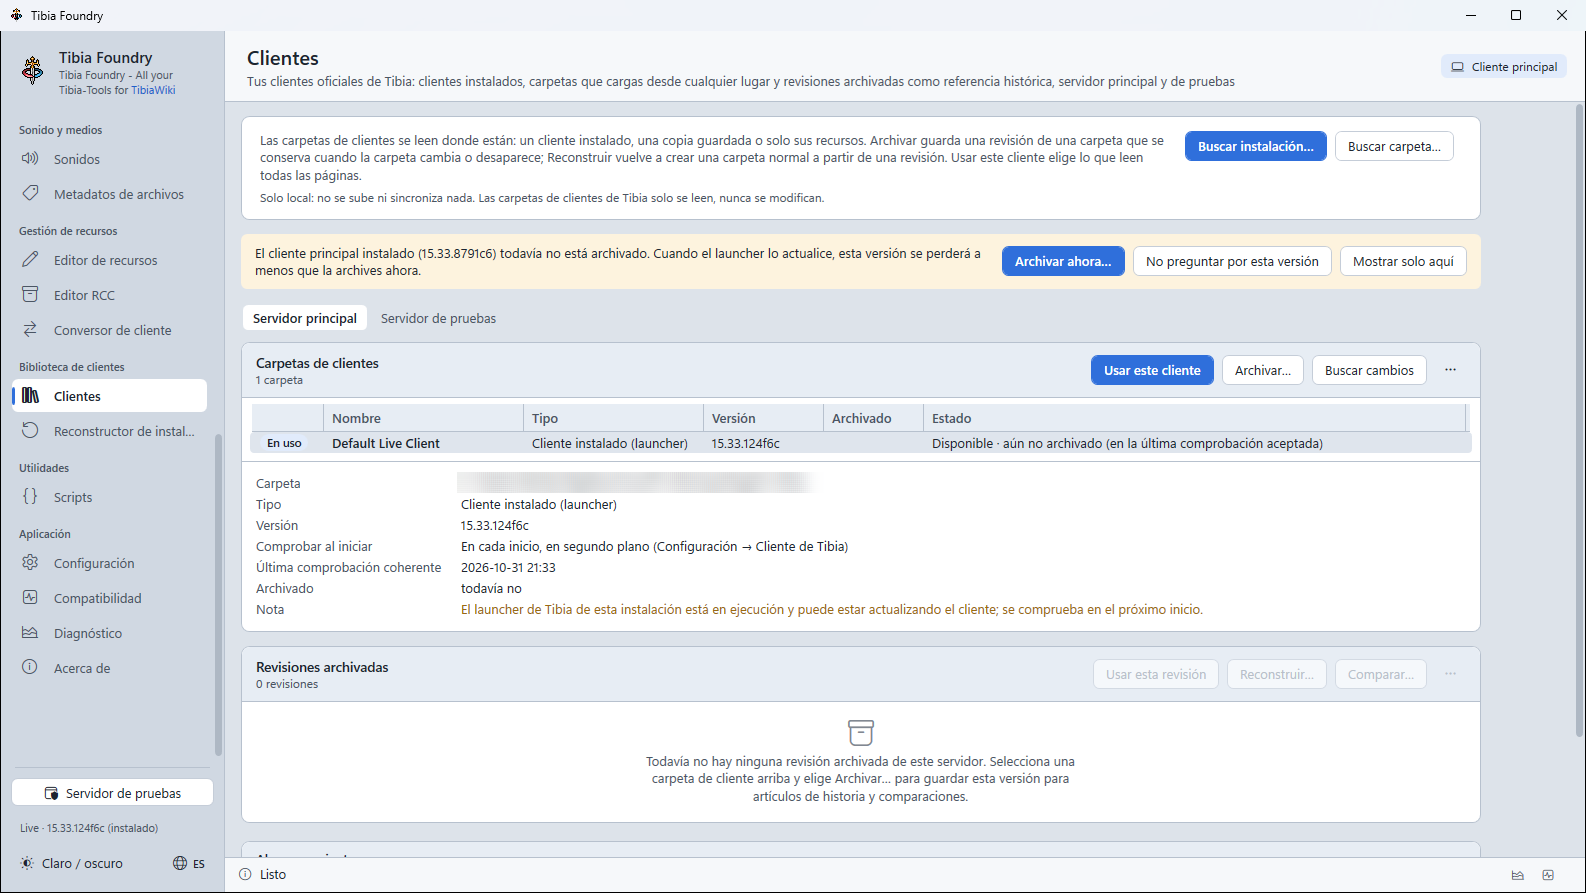 Tibia Foundry
Tibia Foundry
Tibia Foundry - All your
Tibia-Tools for TibiaWiki
Sonido y medios
Sonidos
Metadatos de archivos
Gestión de recursos
Editor de recursos
Editor RCC
Conversor de cliente
Biblioteca de clientes
Clientes
Reconstructor de instal...
Utilidades
Scripts
Aplicación
Configuración
Compatibilidad
Diagnóstico
Acerca de
Servidor de pruebas
Live · 15.33.124f6c (instalado)
Claro / oscuro
ES
Clientes
Tus clientes oficiales de Tibia: clientes instalados, carpetas que cargas desde cualquier lugar y revisiones archivadas como referencia histórica, servidor principal y de pruebas
Cliente principal
Las carpetas de clientes se leen donde están: un cliente instalado, una copia guardada o solo sus recursos. Archivar guarda una revisión de una carpeta que se
conserva cuando la carpeta cambia o desaparece; Reconstruir vuelve a crear una carpeta normal a partir de una revisión. Usar este cliente elige lo que leen
todas las páginas.
Solo local: no se sube ni sincroniza nada. Las carpetas de clientes de Tibia solo se leen, nunca se modifican.
Buscar instalación...
Buscar carpeta...
El cliente principal instalado (15.33.8791c6) todavía no está archivado. Cuando el launcher lo actualice, esta versión se perderá a
menos que la archives ahora.
Archivar ahora...
No preguntar por esta versión
Mostrar solo aquí
Servidor principal
Servidor de pruebas
Carpetas de clientes
1 carpeta
Usar este cliente
Archivar...
Buscar cambios
...
Nombre Tipo Versión Archivado Estado
En uso Default Live Client Cliente instalado (launcher) 15.33.124f6c Disponible · aún no archivado (en la última comprobación aceptada)
Carpeta
Tipo Cliente instalado (launcher)
Versión 15.33.124f6c
Comprobar al iniciar En cada inicio, en segundo plano (Configuración → Cliente de Tibia)
Última comprobación coherente 2026-10-31 21:33
Archivado todavía no
Nota El launcher de Tibia de esta instalación está en ejecución y puede estar actualizando el cliente; se comprueba en el próximo inicio.
Revisiones archivadas
0 revisiones
Usar esta revisión
Reconstruir...
Comparar...
...
Todavía no hay ninguna revisión archivada de este servidor. Selecciona una
carpeta de cliente arriba y elige Archivar... para guardar esta versión para
artículos de historia y comparaciones.
Listo